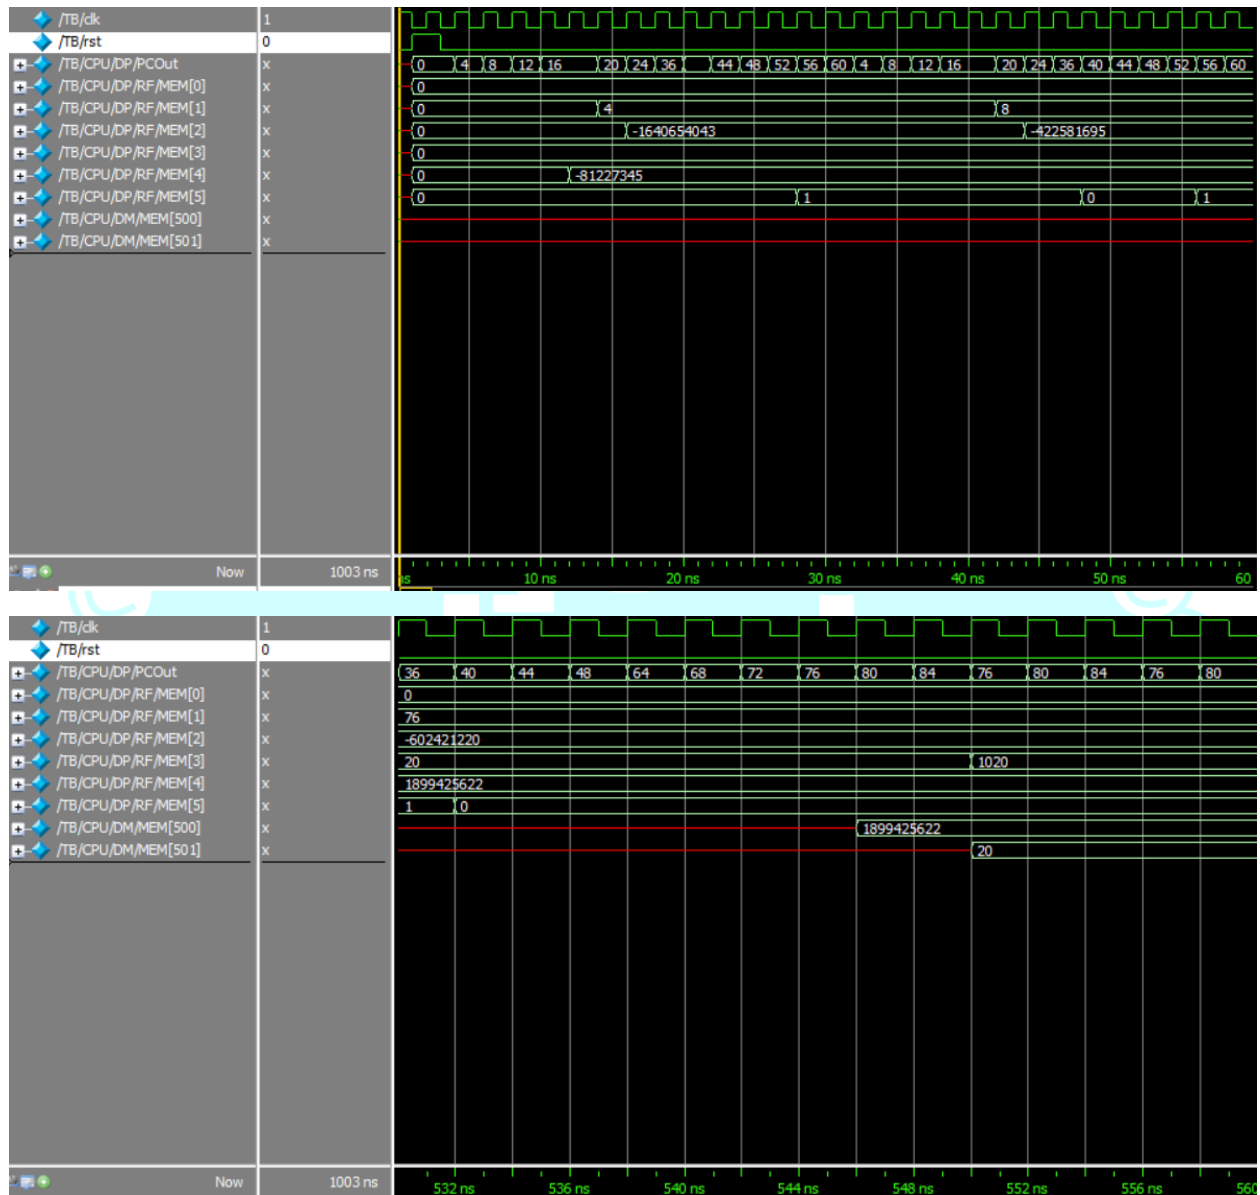 /TB/clk 1
/TB/rst 0
/TB/CPU/DP/PCOut x 0 4 8 12 16 20 24 36 44 48 52 56 60 4 8 12 16 20 24 36 40 44 48 52 56 60
/TB/CPU/DP/RF/MEM[0] x 0
/TB/CPU/DP/RF/MEM[1] x 0 4 8
/TB/CPU/DP/RF/MEM[2] x 0 -1640654043 -422581695
/TB/CPU/DP/RF/MEM[3] x 0
/TB/CPU/DP/RF/MEM[4] x 0 -81227345
/TB/CPU/DP/RF/MEM[5] x 0 1 0 1
/TB/CPU/DM/MEM[500] x
/TB/CPU/DM/MEM[501] x
Now 1003 ns ns 10 ns 20 ns 30 ns 40 ns 50 ns 60
/TB/clk 1
/TB/rst 0
/TB/CPU/DP/PCOut x 36 40 44 48 64 68 72 76 80 84 76 80 84 76 80
/TB/CPU/DP/RF/MEM[0] x 0
/TB/CPU/DP/RF/MEM[1] x 76
/TB/CPU/DP/RF/MEM[2] x -602421220
/TB/CPU/DP/RF/MEM[3] x 20 1020
/TB/CPU/DP/RF/MEM[4] x 1899425622
/TB/CPU/DP/RF/MEM[5] x 1 0
/TB/CPU/DM/MEM[500] x 1899425622
/TB/CPU/DM/MEM[501] x 20
Now 1003 ns 532 ns 536 ns 540 ns 544 ns 548 ns 552 ns 556 ns 560